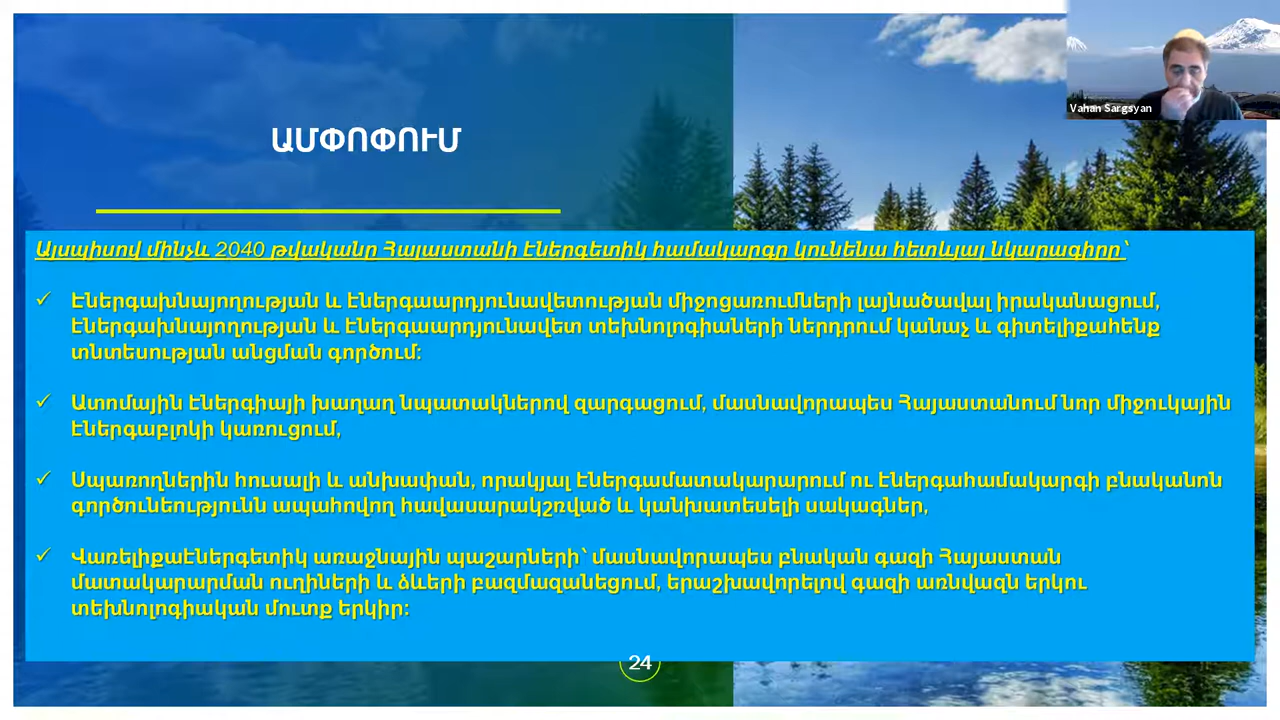 Vahan Sargsyan
ԱՄՓՈՓՈՒՄ
Այսպիսով մինչև 2040 թվականը Հայաստանի էներգետիկ համակարգը կունենա հետևյալ նկարագիրը՝
✓ Էներգախնայողության և էներգաարդյունավետության միջոցառումների լայնածավալ իրականացում,
էներգախնայողության և էներգաարդյունավետ տեխնոլոգիաների ներդրում կանաչ և գիտելիքահենք
տնտեսության անցման գործում:
✓ Ատոմային էներգիայի խաղաղ նպատակներով զարգացում, մասնավորապես Հայաստանում նոր միջուկային
էներգաբլոկի կառուցում,
✓ Սպառողներին հուսալի և անխափան, որակյալ էներգամատակարարում ու էներգահամակարգի բնականոն
գործունեությունն ապահովող հավասարակշռված և կանխատեսելի սակագներ,
✓ Վառելիքաէներգետիկ առաջնային պաշարների՝ մասնավորապես բնական գազի Հայաստան
մատակարարման ուղիների և ձևերի բազմազանեցում, երաշխավորելով գազի առնվազն երկու
տեխնոլոգիական մուտք երկիր:
24